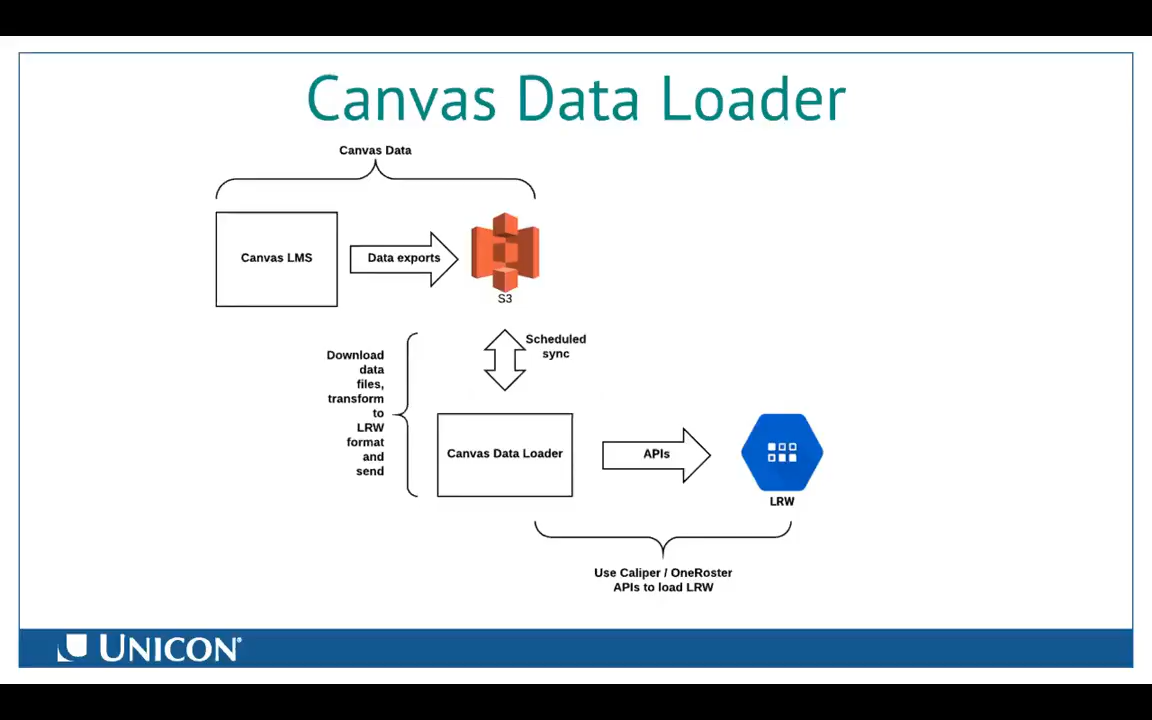 Canvas Data Loader
Canvas Data
Canvas LMS
Data exports
S3
Scheduled
sync
Download
data
files,
transform
to
LRW
format
and
send
Canvas Data Loader
APIs
LRW
Use Caliper / OneRoster
APIs to load LRW
UNICON®